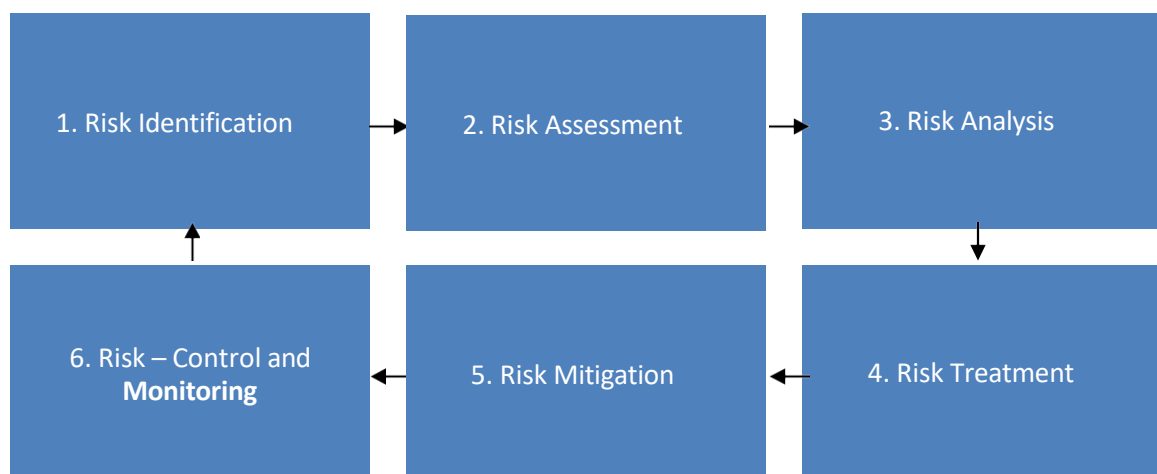 1. Risk Identification
2. Risk Assessment
3. Risk Analysis
6. Risk – Control and
Monitoring
5. Risk Mitigation
4. Risk Treatment